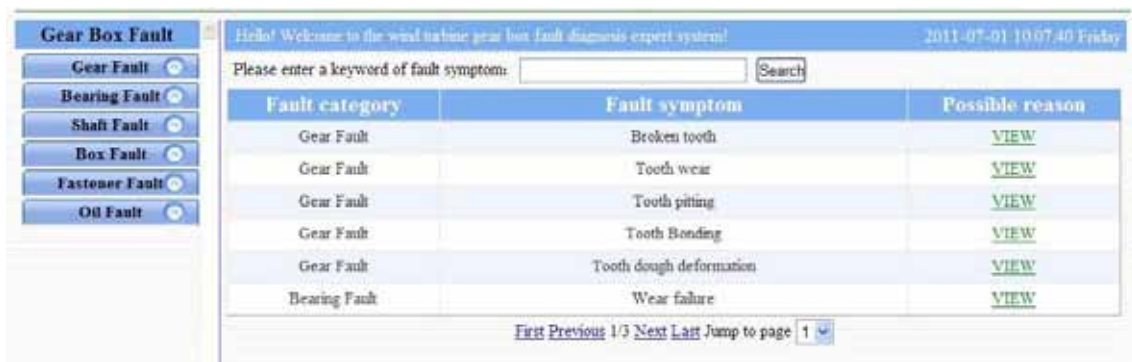 Gear Box Fault
Gear Fault
Bearing Fault
Shaft Fault
Box Fault
Fastener Fault
Oil Fault
Hello! Welcome to the wind turbine gear box fault diagnosis expert system! 2011-07-01 10:07:40 Friday
Please enter a keyword of fault symptom: Search
Fault category Fault symptom Possible reason
Gear Fault Broken tooth VIEW
Gear Fault Tooth wear VIEW
Gear Fault Tooth pitting VIEW
Gear Fault Tooth Bonding VIEW
Gear Fault Tooth dough deformation VIEW
Bearing Fault Wear failure VIEW
First Previous 1/3 Next Last Jump to page 1